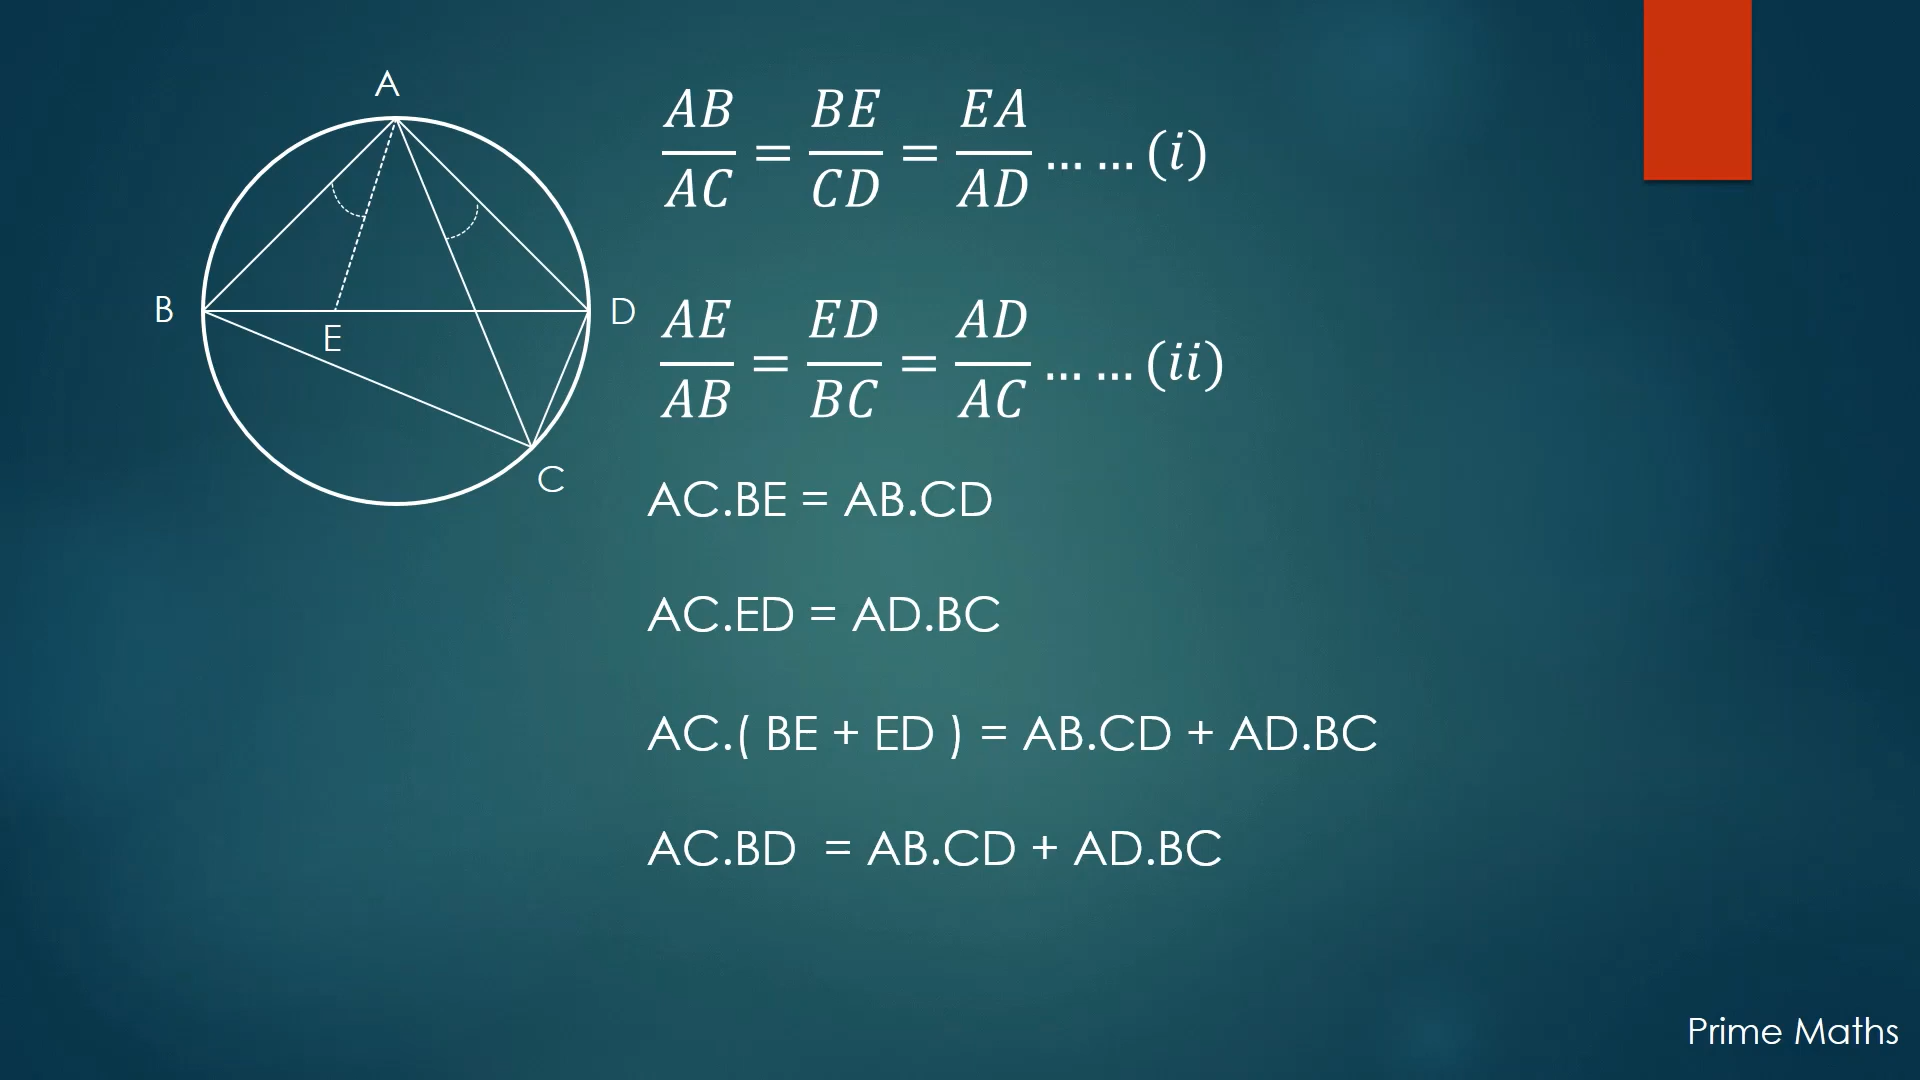 A
B
D
E
C
AB/AC = BE/CD = EA/AD ... ... (i)
AE/AB = ED/BC = AD/AC ... ... (ii)
AC.BE = AB.CD
AC.ED = AD.BC
AC.( BE + ED ) = AB.CD + AD.BC
AC.BD = AB.CD + AD.BC
Prime Maths